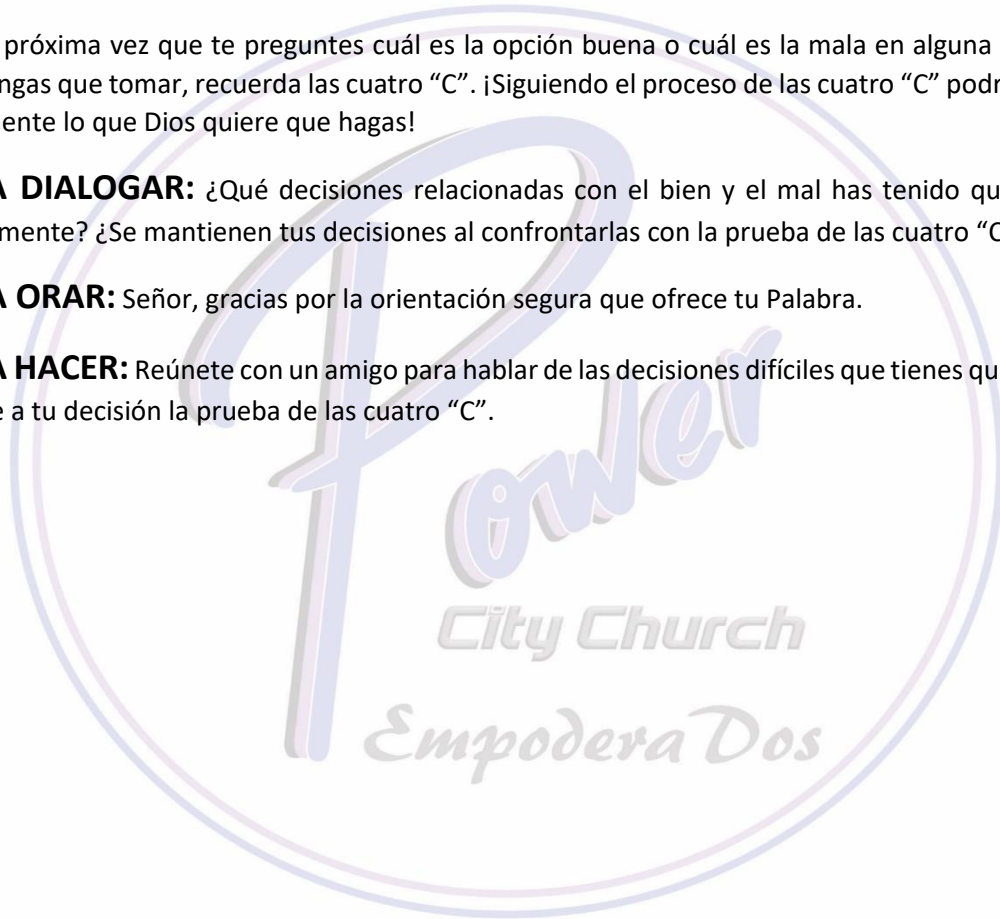 próxima vez que te preguntes cuál es la opción buena o cuál es la mala en alguna
ngas que tomar, recuerda las cuatro “C”. ¡Siguiendo el proceso de las cuatro “C” podr
ente lo que Dios quiere que hagas!
A DIALOGAR: ¿Qué decisiones relacionadas con el bien y el mal has tenido qu
mente? ¿Se mantienen tus decisiones al confrontarlas con la prueba de las cuatro “C
A ORAR: Señor, gracias por la orientación segura que ofrece tu Palabra.
A HACER: Reúnete con un amigo para hablar de las decisiones difíciles que tienes qu
e a tu decisión la prueba de las cuatro “C”.
Power
City Church
EmpoderaDos